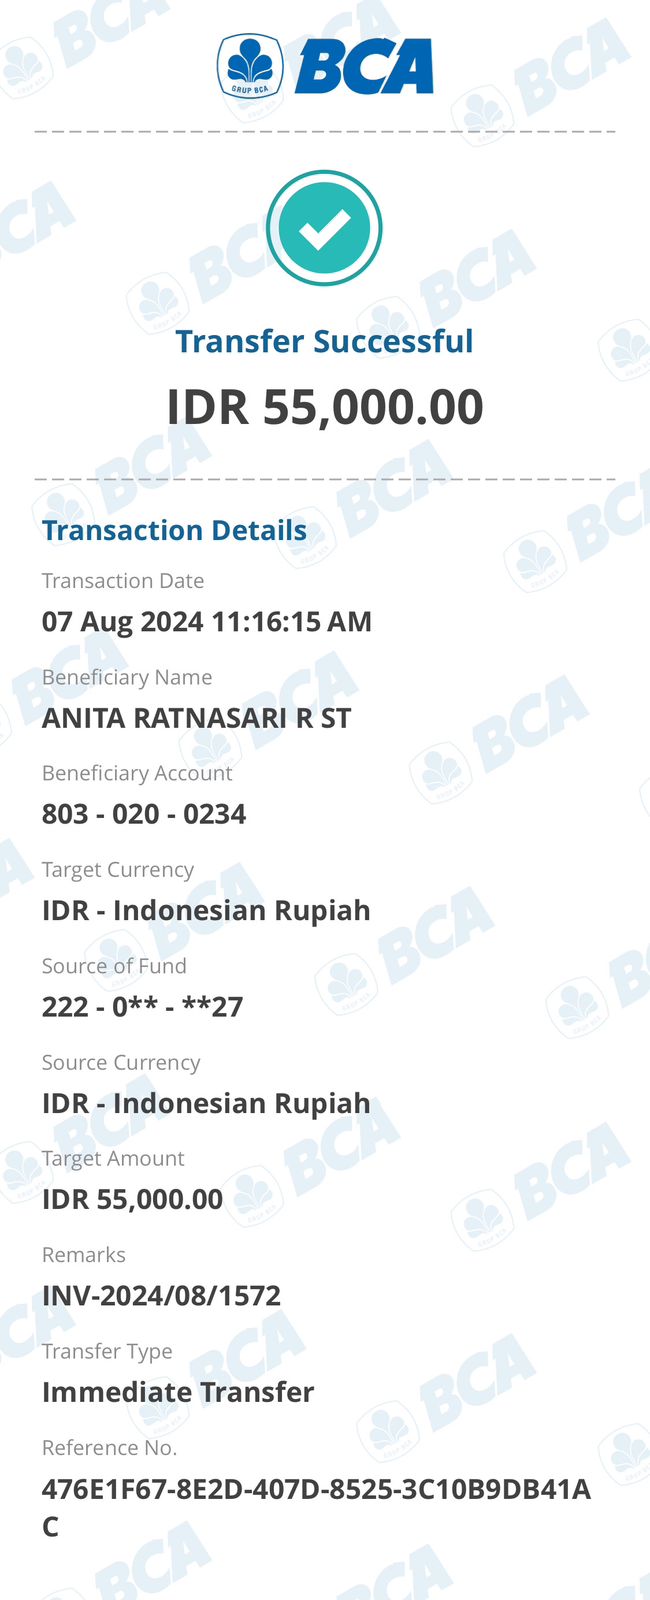 GRUP BCA
BCA
Transfer Successful
IDR 55,000.00
Transaction Details
Transaction Date
07 Aug 2024 11:16:15 AM
Beneficiary Name
ANITA RATNASARI R ST
Beneficiary Account
803 - 020 - 0234
Target Currency
IDR - Indonesian Rupiah
Source of Fund
222 - 0** - **27
Source Currency
IDR - Indonesian Rupiah
Target Amount
IDR 55,000.00
Remarks
INV-2024/08/1572
Transfer Type
Immediate Transfer
Reference No.
476E1F67-8E2D-407D-8525-3C10B9DB41A
C